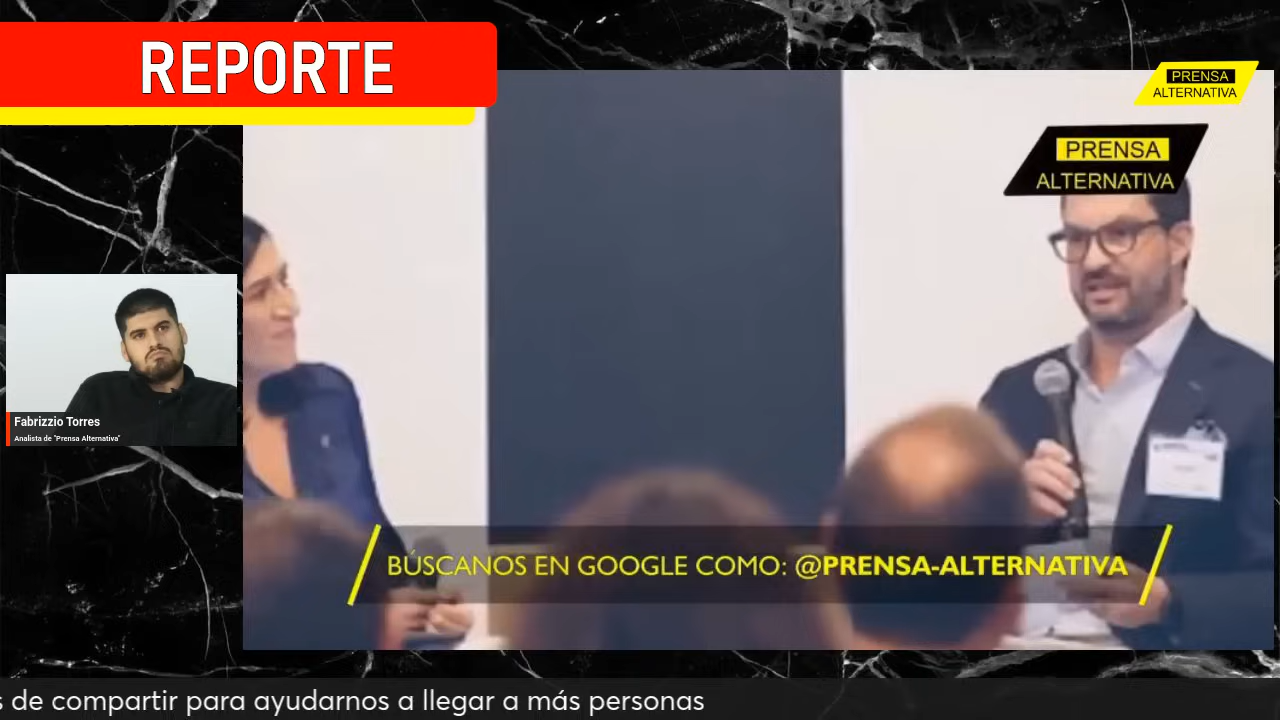 REPORTE
PRENSA
ALTERNATIVA
PRENSA
ALTERNATIVA
Fabrizzio Torres
Analista de "Prensa Alternativa"
BÚSCANOS EN GOOGLE COMO: @PRENSA-ALTERNATIVA
s de compartir para ayudarnos a llegar a más personas